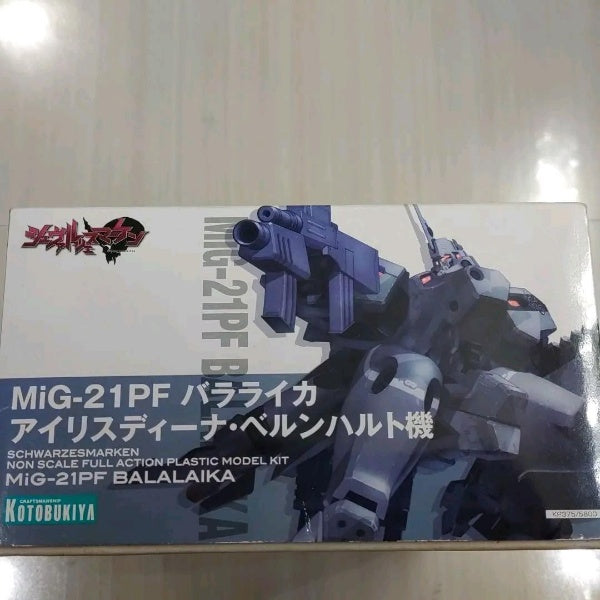 シュヴァルツェスマーケン
MiG-21PF BALALAIKA
MiG-21PF バラライカ
アイリスディーナ・ベルンハルト機
SCHWARZESMARKEN
NON SCALE FULL ACTION PLASTIC MODEL KIT
MiG-21PF BALALAIKA
CRAFTSMANSHIP
KOTOBUKIYA
KP375/5800